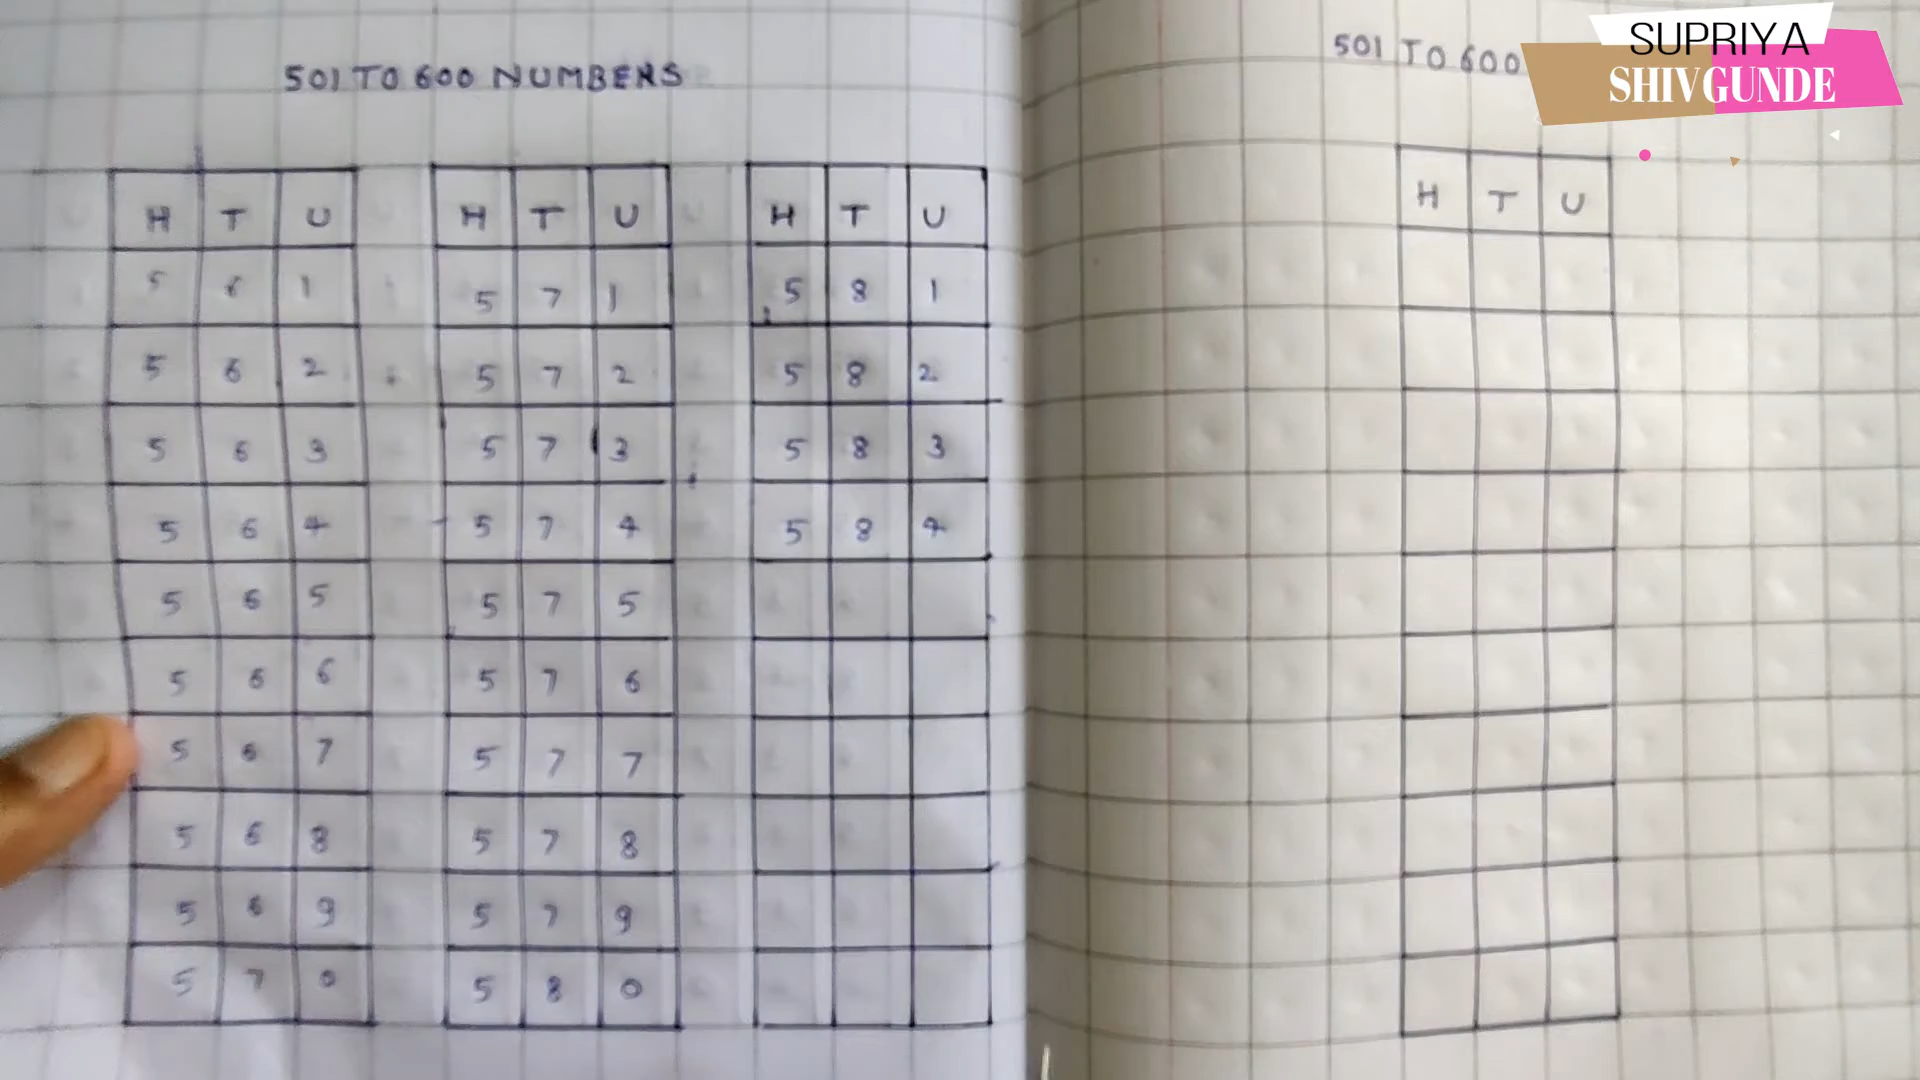 501 TO 600 NUMBERS
H T U
5 6 1
5 6 2
5 6 3
5 6 4
5 6 5
5 6 6
5 6 7
5 6 8
5 6 9
5 7 0
H T U
5 7 1
5 7 2
5 7 3
5 7 4
5 7 5
5 7 6
5 7 7
5 7 8
5 7 9
5 8 0
H T U
5 8 1
5 8 2
5 8 3
5 8 4
501 TO 600
H T U
SUPRIYA
SHIVGUNDE